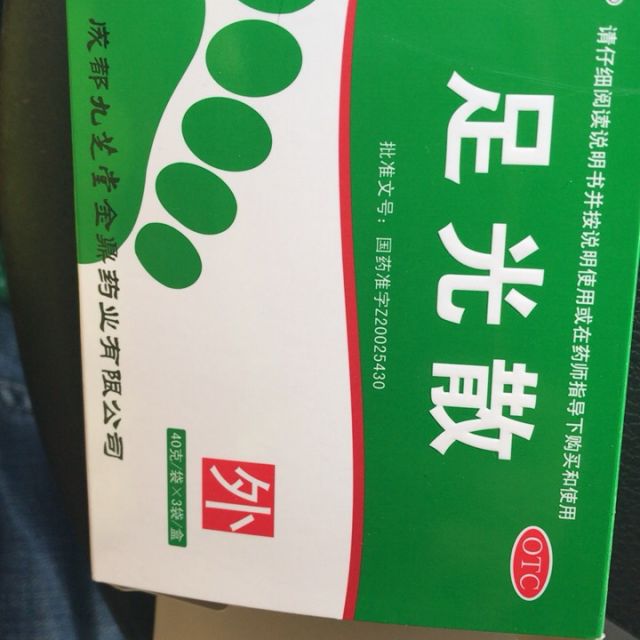 ®
请仔细阅读说明书并按说明使用或在药师指导下购买和使用
足光散
批准文号：国药准字Z20025430
OTC
外
40克/袋×3袋/盒
成都九芝堂金鼎药业有限公司